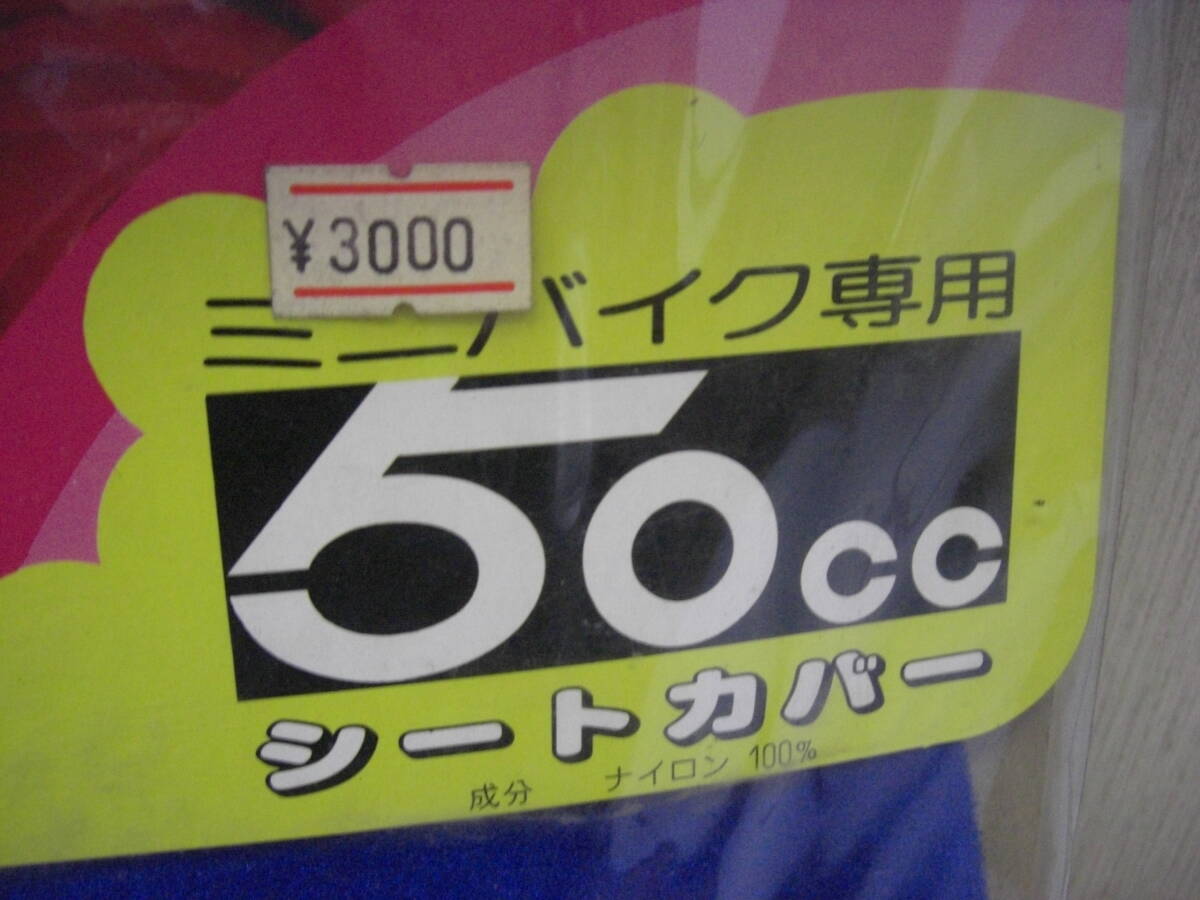 ¥3000
ミニバイク専用
50cc
シートカバー
成分 ナイロン 100%